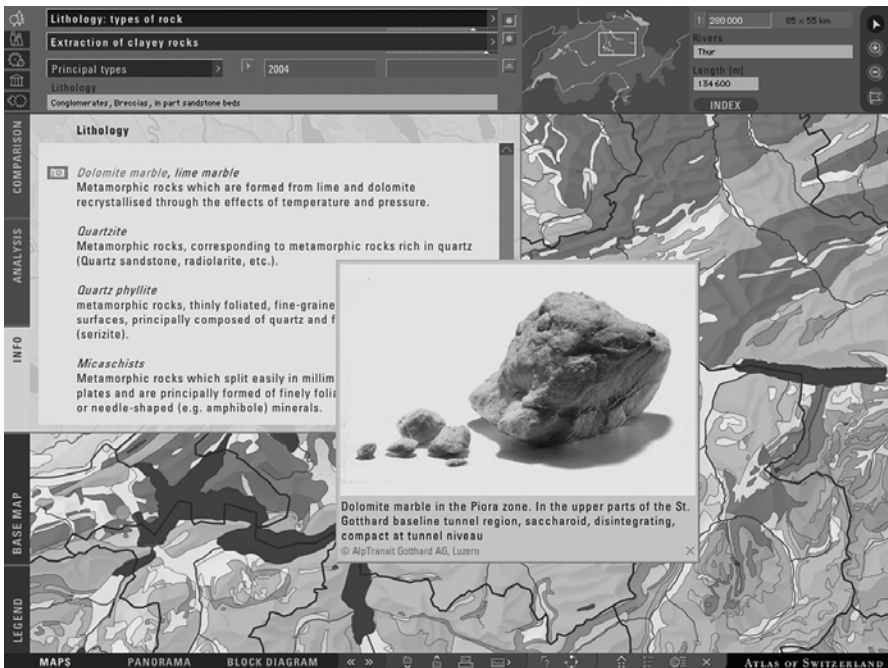 Lithology: types of rock
Extraction of clayey rocks
Principal types
2004
Lithology
Conglomerates, Breccias, in part sandstone beds
1: 280 000
85 x 55 km
Rivers
Thur
Length [m]
134 600
INDEX
COMPARISON
ANALYSIS
INFO
BASE MAP
LEGEND
Lithology
Dolomite marble, lime marble
Metamorphic rocks which are formed from lime and dolomite
recrystallised through the effects of temperature and pressure.
Quartzite
Metamorphic rocks, corresponding to metamorphic rocks rich in quartz
(Quartz sandstone, radiolarite, etc.).
Quartz phyllite
metamorphic rocks, thinly foliated, fine-graine
surfaces, principally composed of quartz and f
(serizite).
Micaschists
Metamorphic rocks which split easily in millim
plates and are principally formed of finely folia
or needle-shaped (e.g. amphibole) minerals.
Dolomite marble in the Piora zone. In the upper parts of the St.
Gotthard baseline tunnel region, saccharoid, disintegrating,
compact at tunnel niveau
© AlpTransit Gotthard AG, Luzern
MAPS
PANORAMA
BLOCK DIAGRAM
ATLAS OF SWITZERLAND